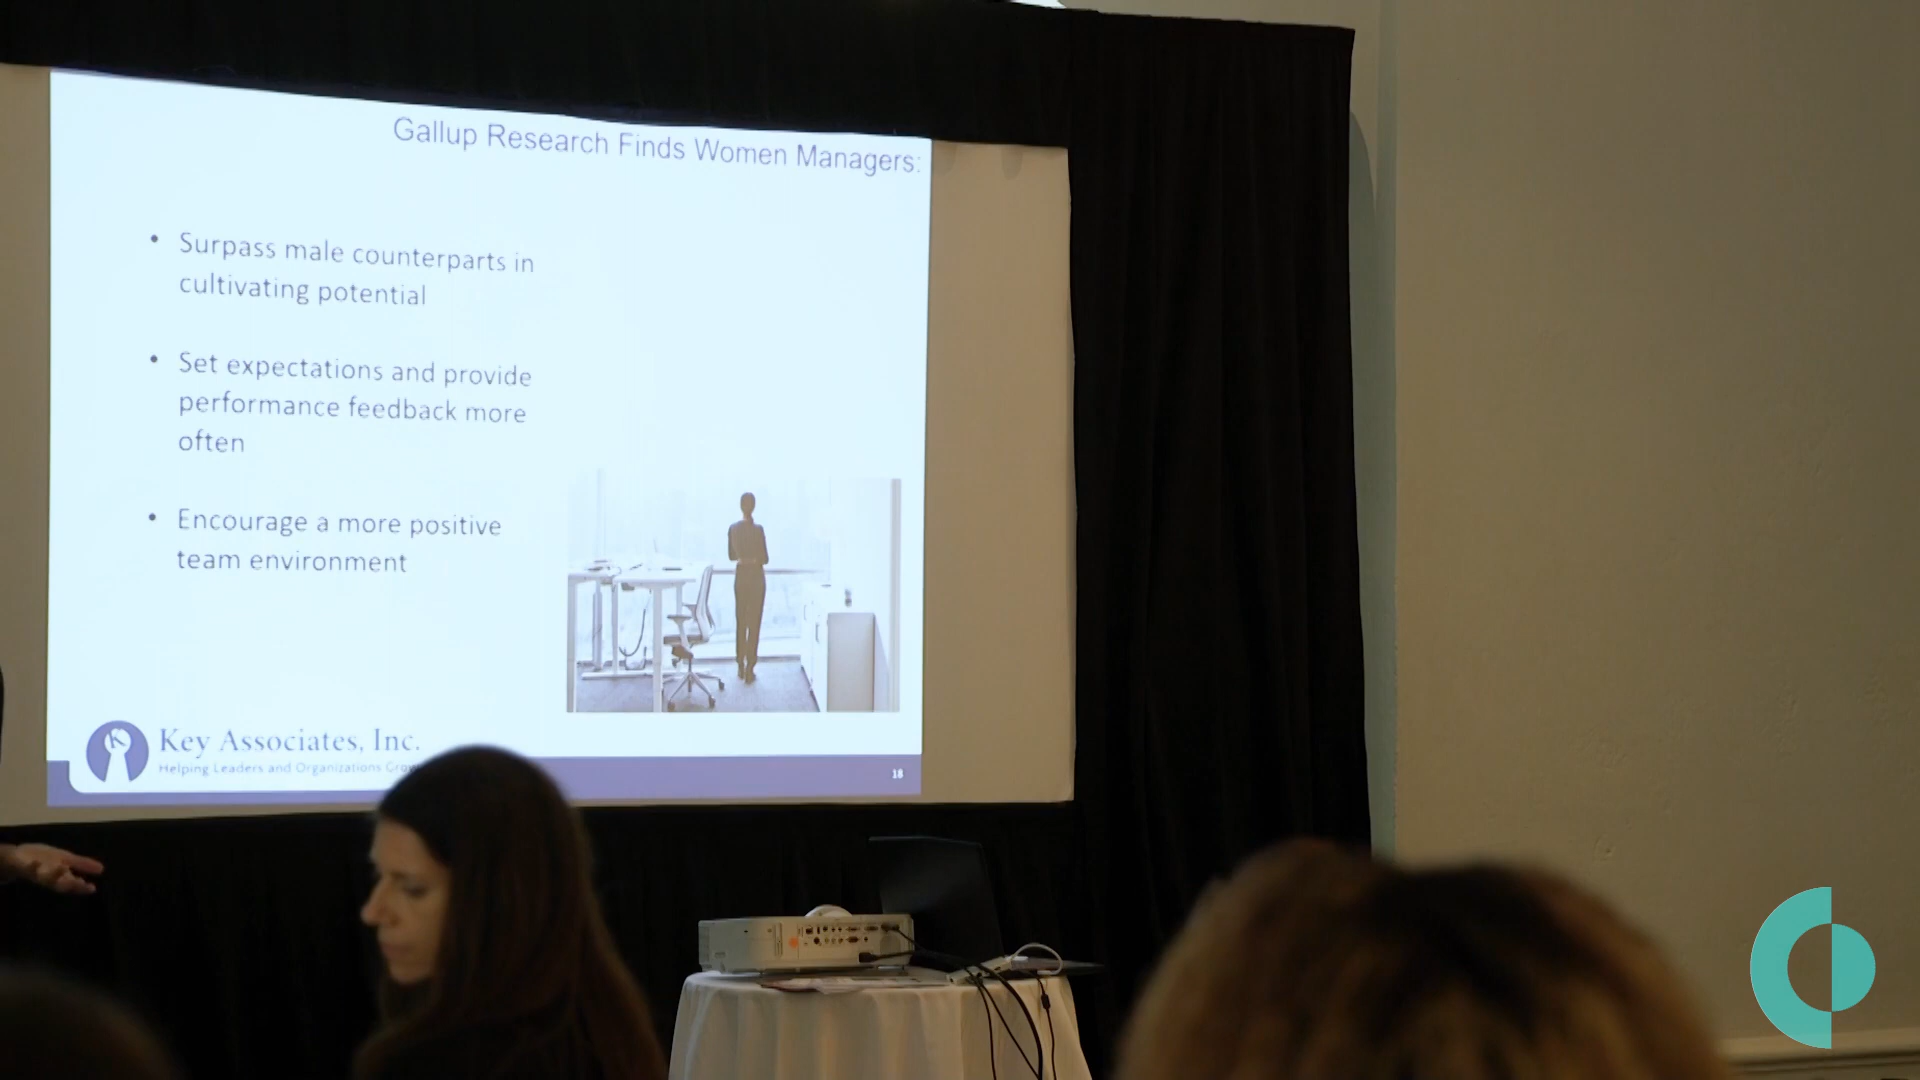 Gallup Research Finds Women Managers:
• Surpass male counterparts in
cultivating potential
• Set expectations and provide
performance feedback more
often
• Encourage a more positive
team environment
Key Associates, Inc.
Helping Leaders and Organizations
18